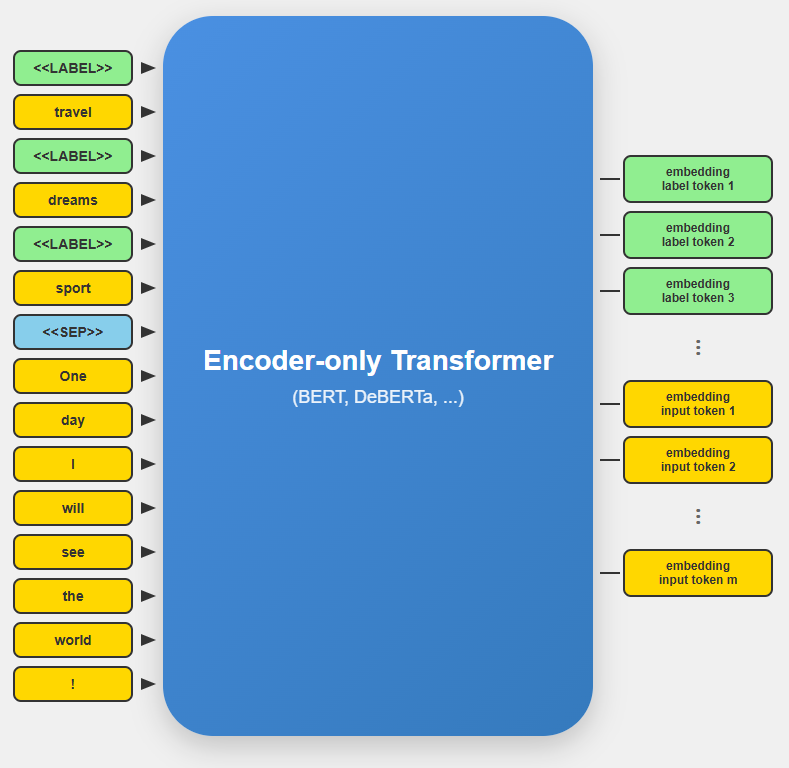 <<LABEL>>
travel
<<LABEL>>
dreams
<<LABEL>>
sport
<<SEP>>
One
day
I
will
see
the
world
!
Encoder-only Transformer
(BERT, DeBERTa, ...)
embedding
label token 1
embedding
label token 2
embedding
label token 3
⋮
embedding
input token 1
embedding
input token 2
⋮
embedding
input token m